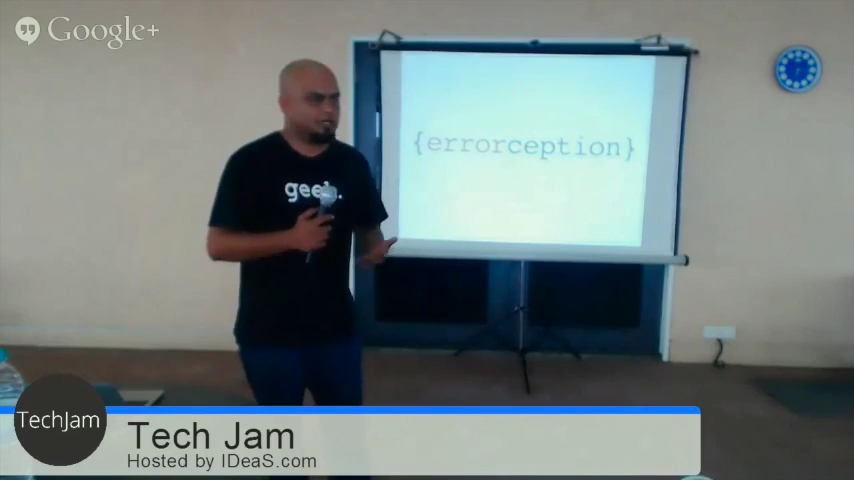 Google+
{errorception}
geek.
TechJam
Tech Jam
Hosted by IDeaS.com